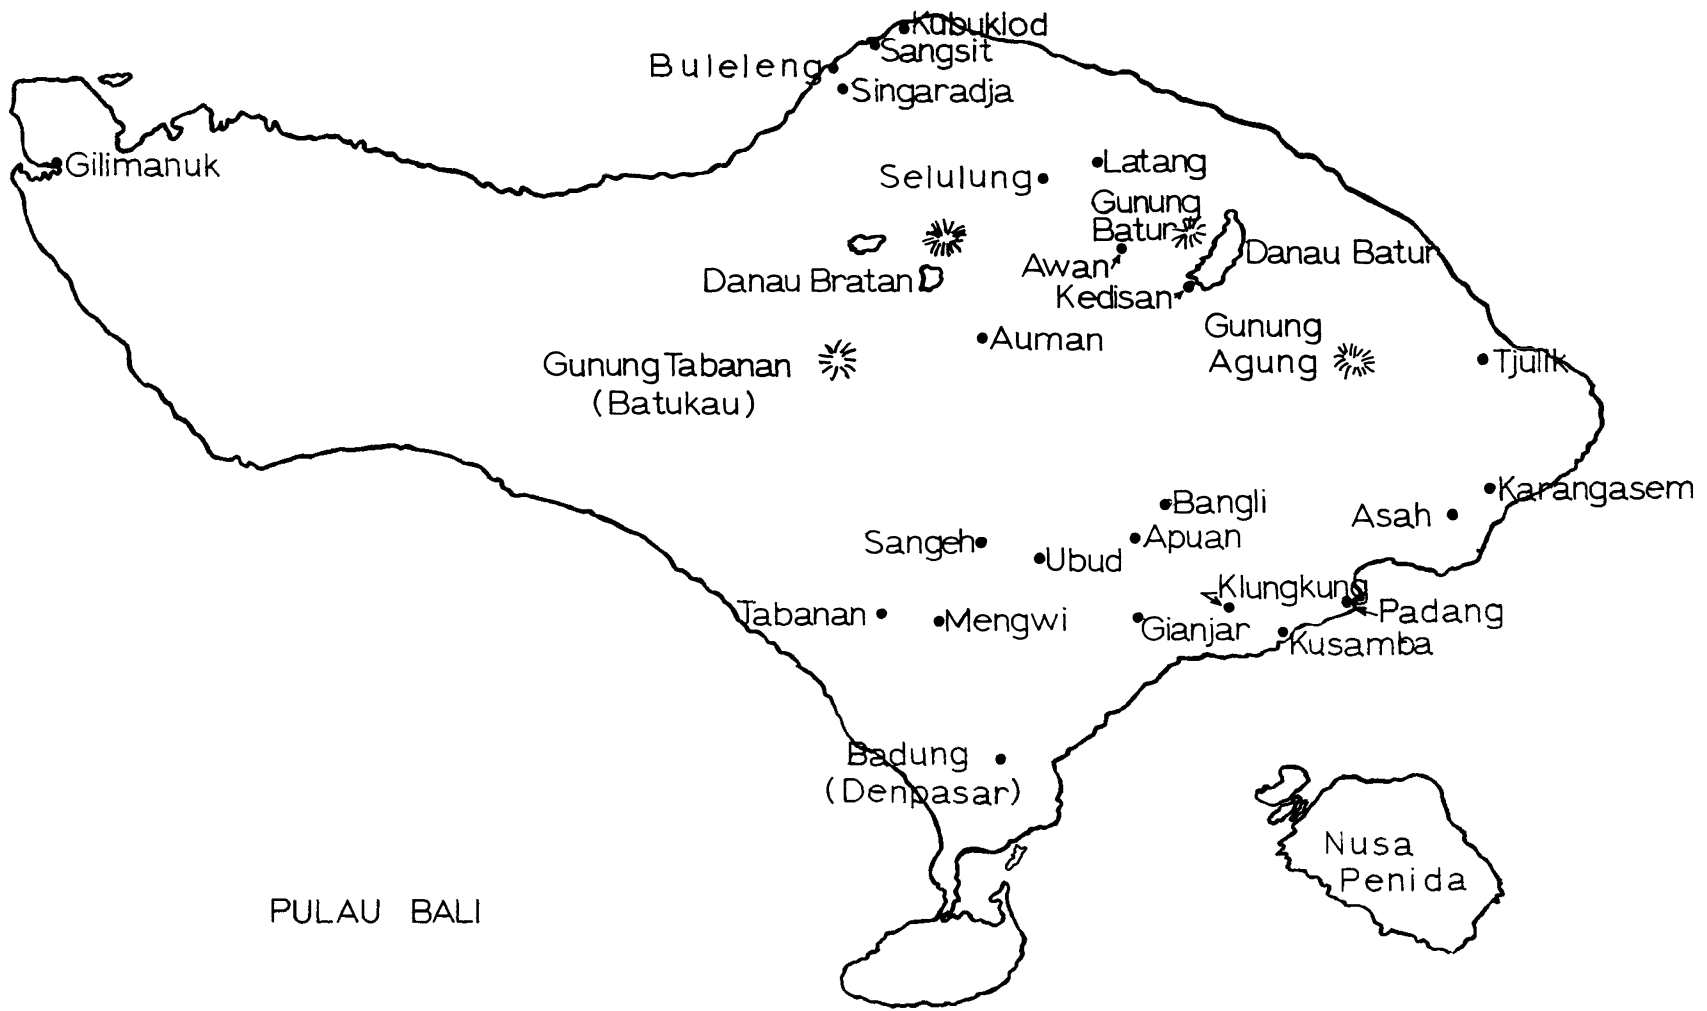 Kubuklod
Sangsit
Buleleng
Singaradja
Gilimanuk
Latang
Selulung
Gunung
Batur
Danau Batur
Awan
Danau Bratan
Kedisan
Gunung
Agung
Auman
Tjulik
Gunung Tabanan
(Batukau)
Karangasem
Bangli
Asah
Apuan
Sangeh
Ubud
Klungkung
Padang
Tabanan
Mengwi
Gianjar
Kusamba
Badung
(Denpasar)
Nusa
Penida
PULAU BALI